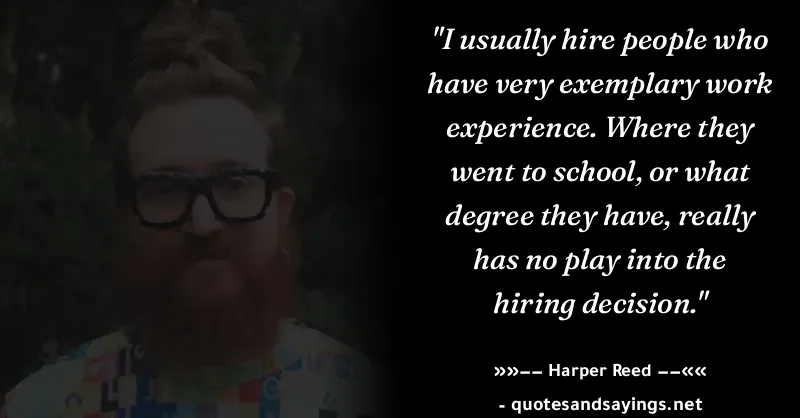 "I usually hire people who
have very exemplary work
experience. Where they
went to school, or what
degree they have, really
has no play into the
hiring decision."
»»—— Harper Reed ——««
- quotesandsayings.net